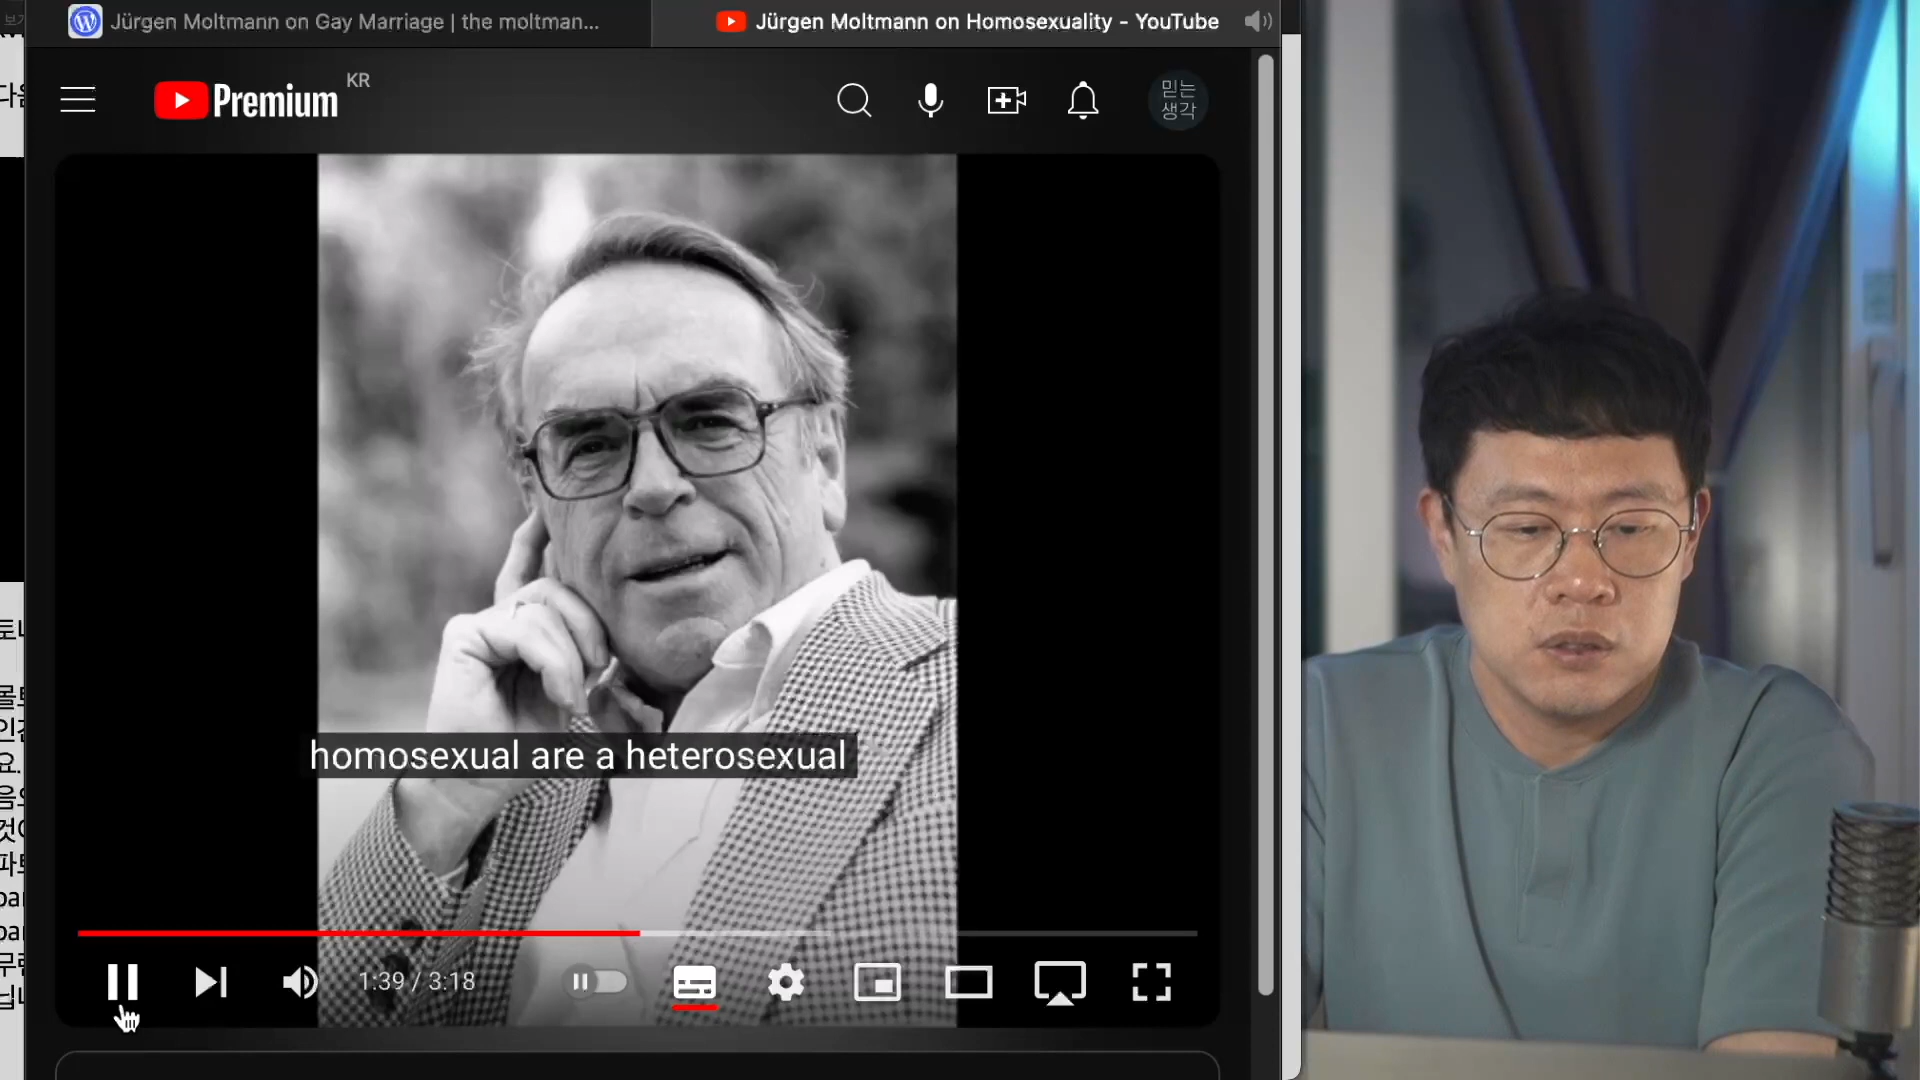 Jürgen Moltmann on Gay Marriage | the moltman...
Jürgen Moltmann on Homosexuality - YouTube
Premium
KR
믿는
생각
homosexual are a heterosexual
1:39 / 3:18